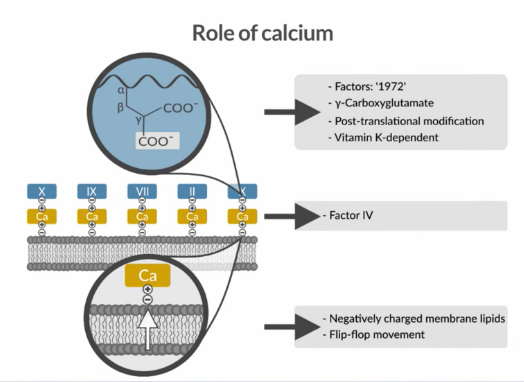 Role of calcium
α
β
γ
COO⁻
COO⁻
- Factors: '1972'
- γ-Carboxyglutamate
- Post-translational modification
- Vitamin K-dependent
X IX VII II X
+ + + + +
Ca Ca Ca Ca Ca
+ + + + +
- - - - -
- Factor IV
Ca
+
-
- Negatively charged membrane lipids
- Flip-flop movement